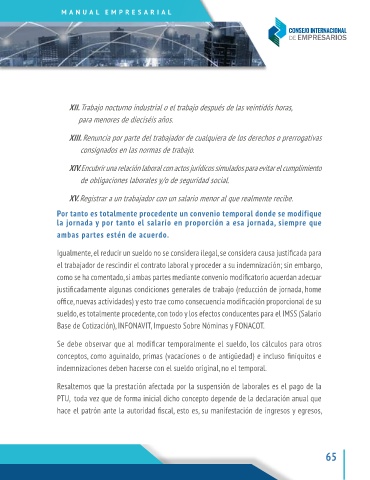 MANUAL EMPRESARIAL
CONSEJO INTERNACIONAL
DE EMPRESARIOS
XII. Trabajo nocturno industrial o el trabajo después de las veintidós horas,
para menores de dieciséis años.
XIII. Renuncia por parte del trabajador de cualquiera de los derechos o prerrogativas
consignados en las normas de trabajo.
XIV.Encubrir una relación laboral con actos jurídicos simulados para evitar el cumplimiento
de obligaciones laborales y/o de seguridad social.
XV. Registrar a un trabajador con un salario menor al que realmente recibe.
Por tanto es totalmente procedente un convenio temporal donde se modifique
la jornada y por tanto el salario en proporción a esa jornada, siempre que
ambas partes estén de acuerdo.
Igualmente, el reducir un sueldo no se considera ilegal, se considera causa justificada para
el trabajador de rescindir el contrato laboral y proceder a su indemnización; sin embargo,
como se ha comentado, si ambas partes mediante convenio modificatorio acuerdan adecuar
justificadamente algunas condiciones generales de trabajo (reducción de jornada, home
office, nuevas actividades) y esto trae como consecuencia modificación proporcional de su
sueldo, es totalmente procedente, con todo y los efectos conducentes para el IMSS (Salario
Base de Cotización), INFONAVIT, Impuesto Sobre Nóminas y FONACOT.
Se debe observar que al modificar temporalmente el sueldo, los cálculos para otros
conceptos, como aguinaldo, primas (vacaciones o de antigüedad) e incluso finiquitos e
indemnizaciones deben hacerse con el sueldo original, no el temporal.
Resaltemos que la prestación afectada por la suspensión de laborales es el pago de la
PTU, toda vez que de forma inicial dicho concepto depende de la declaración anual que
hace el patrón ante la autoridad fiscal, esto es, su manifestación de ingresos y egresos,
65